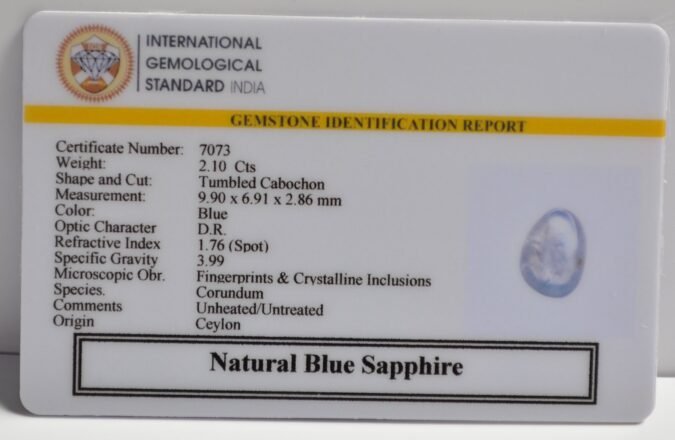 INTERNATIONAL
GEMOLOGICAL
STANDARD INDIA
GEMSTONE IDENTIFICATION REPORT
Certificate Number: 7073
Weight: 2.10 Cts
Shape and Cut: Tumbled Cabochon
Measurement: 9.90 x 6.91 x 2.86 mm
Color: Blue
Optic Character D.R.
Refractive Index 1.76 (Spot)
Specific Gravity 3.99
Microscopic Obr. Fingerprints & Crystalline Inclusions
Species. Corundum
Comments Unheated/Untreated
Origin Ceylon
Natural Blue Sapphire